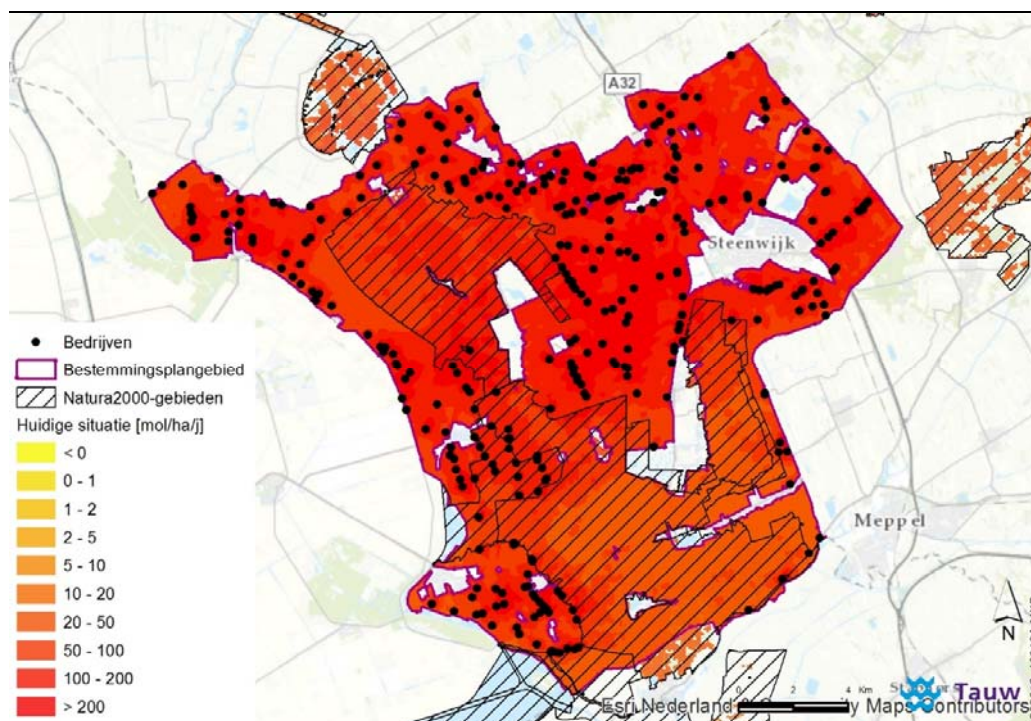 A32
Steenwijk
Meppel
Bedrijven
Bestemmingsplangebied
Natura2000-gebieden
Huidige situatie [mol/ha/j]
< 0
0 - 1
1 - 2
2 - 5
5 - 10
10 - 20
20 - 50
50 - 100
100 - 200
> 200
N
0 2 4 Km
Tauw
Esri Nederland Maps Contributors